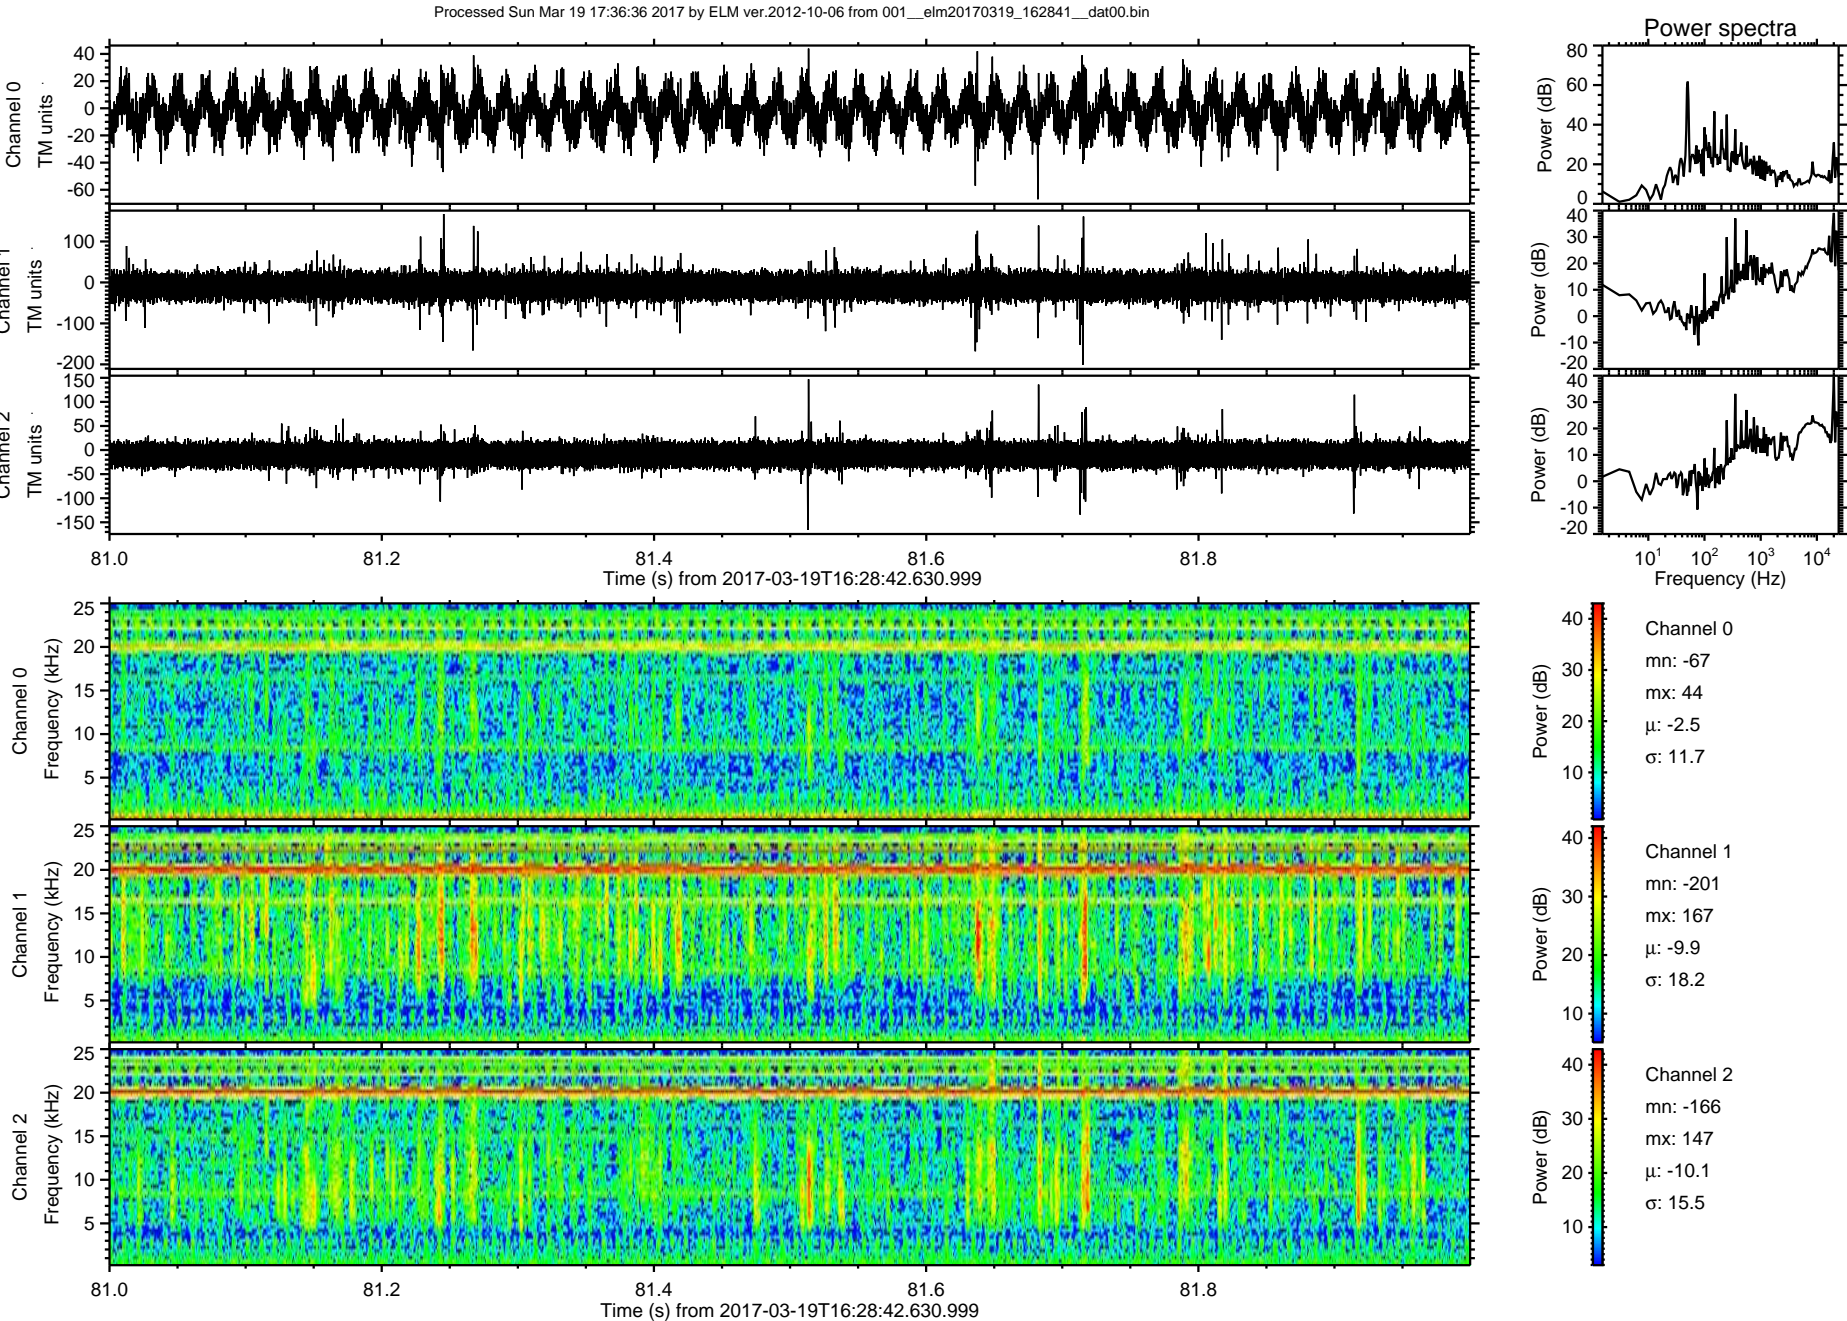 Processed Sun Mar 19 17:36:36 2017 by ELM ver.2012-10-06 from 001__elm20170319_162841__dat00.bin
Power spectra
Channel 0
TM units
40
20
0
-20
-40
-60
Power (dB)
80
60
40
20
0
Channel 1
TM units
100
0
-100
-200
Power (dB)
40
30
20
10
0
-10
-20
Channel 2
TM units
150
100
50
0
-50
-100
-150
Power (dB)
40
30
20
10
0
-10
-20
81.0 81.2 81.4 81.6 81.8
Time (s) from 2017-03-19T16:28:42.630.999
10¹ 10² 10³ 10⁴
Frequency (Hz)
Channel 0
Frequency (kHz)
25
20
15
10
5
Power (dB)
40
30
20
10
Channel 0
mn: -67
mx: 44
μ: -2.5
σ: 11.7
Channel 1
Frequency (kHz)
25
20
15
10
5
Power (dB)
40
30
20
10
Channel 1
mn: -201
mx: 167
μ: -9.9
σ: 18.2
Channel 2
Frequency (kHz)
25
20
15
10
5
Power (dB)
40
30
20
10
Channel 2
mn: -166
mx: 147
μ: -10.1
σ: 15.5
81.0 81.2 81.4 81.6 81.8
Time (s) from 2017-03-19T16:28:42.630.999